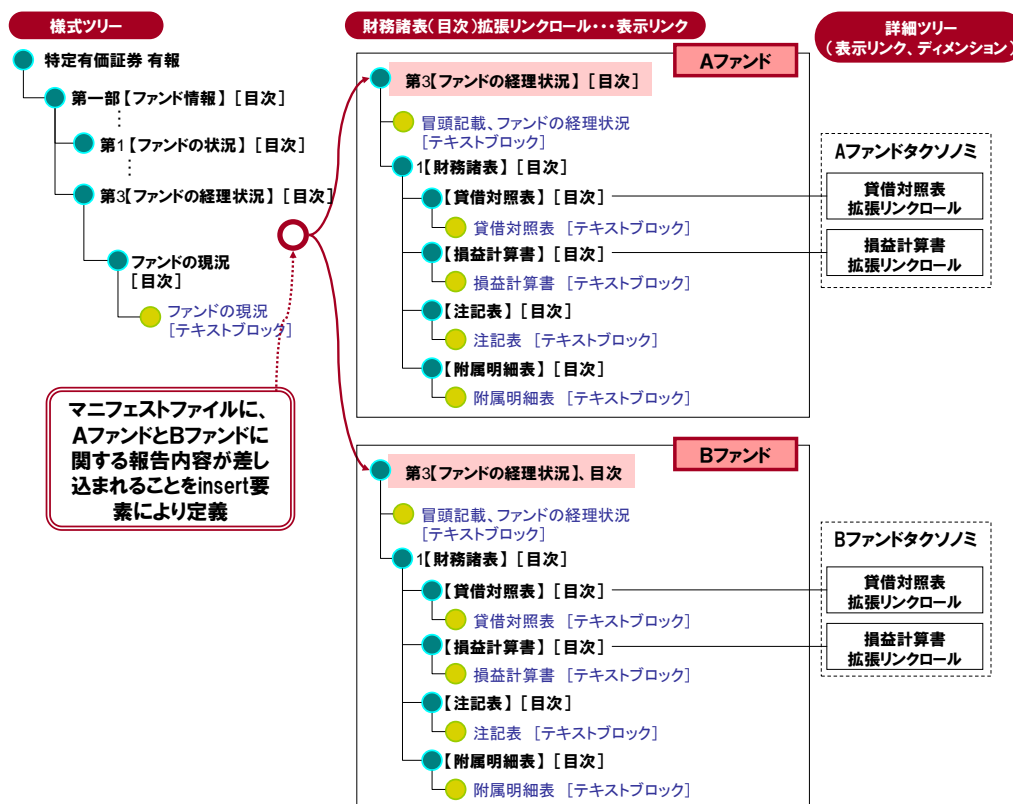 様式ツリー
特定有価証券 有報
第一部【ファンド情報】 [目次]
第1【ファンドの状況】 [目次]
第3【ファンドの経理状況】 [目次]
ファンドの現況
[目次]
ファンドの現況
[テキストブロック]
マニフェストファイルに、
AファンドとBファンドに
関する報告内容が差し
込まれることをinsert要
素により定義
財務諸表(目次)拡張リンクロール・・・表示リンク
Aファンド
第3【ファンドの経理状況】 [目次]
冒頭記載、ファンドの経理状況
[テキストブロック]
1【財務諸表】 [目次]
【貸借対照表】 [目次]
貸借対照表 [テキストブロック]
【損益計算書】 [目次]
損益計算書 [テキストブロック]
【注記表】 [目次]
注記表 [テキストブロック]
【附属明細表】 [目次]
附属明細表 [テキストブロック]
Bファンド
第3【ファンドの経理状況】、目次
冒頭記載、ファンドの経理状況
[テキストブロック]
1【財務諸表】 [目次]
【貸借対照表】 [目次]
貸借対照表 [テキストブロック]
【損益計算書】 [目次]
損益計算書 [テキストブロック]
【注記表】 [目次]
注記表 [テキストブロック]
【附属明細表】 [目次]
附属明細表 [テキストブロック]
詳細ツリー
(表示リンク、ディメンション)
Aファンドタクソノミ
貸借対照表
拡張リンクロール
損益計算書
拡張リンクロール
Bファンドタクソノミ
貸借対照表
拡張リンクロール
損益計算書
拡張リンクロール